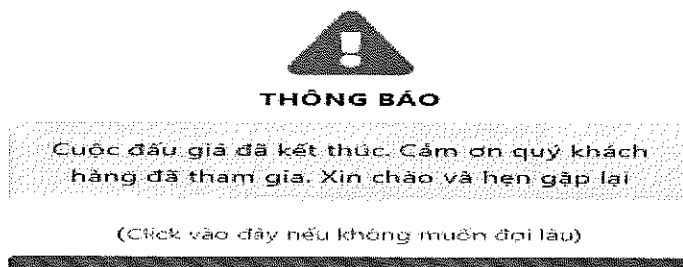 THÔNG BÁO
Cuộc đấu giá đã kết thúc. Cảm ơn quý khách
hàng đã tham gia. Xin chào và hẹn gặp lại
(Click vào đây nếu không muốn đợi lâu)